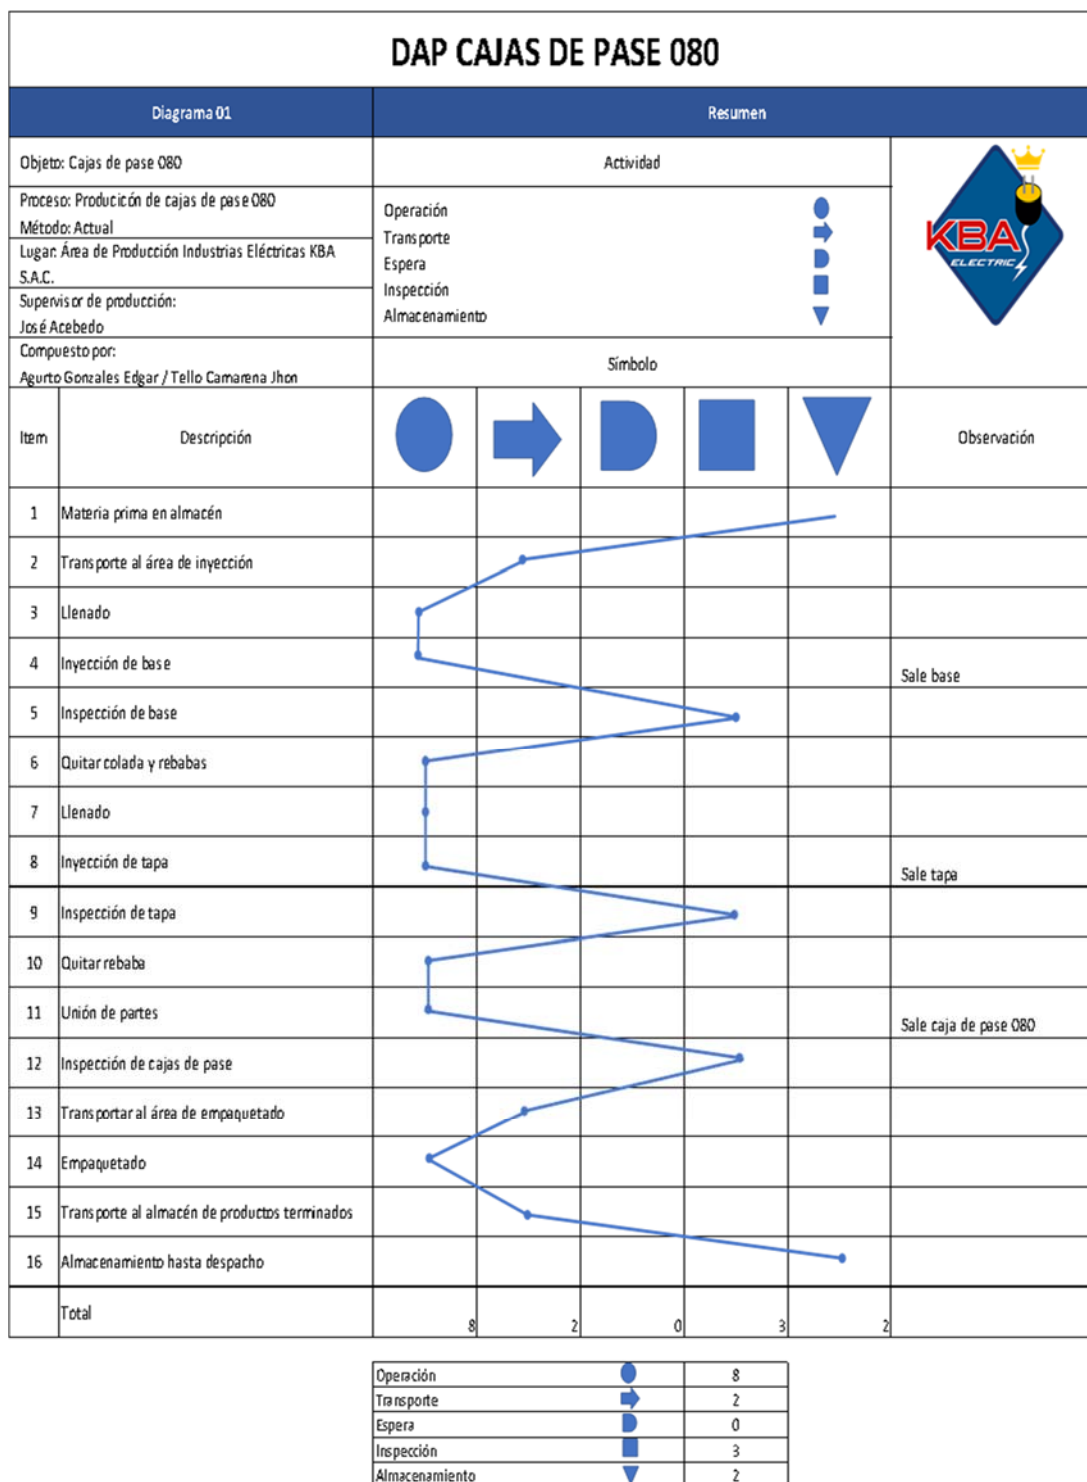 DAP CAJAS DE PASE 080
Diagrama 01
Resumen
Objeto: Cajas de pase 080
Actividad
Proceso: Producicón de cajas de pase 080
Método: Actual
Lugar: Área de Producción Industrias Eléctricas KBA
S.A.C.
Supervisor de producción:
José Acebedo
Compuesto por:
Agurto Gonzales Edgar / Tello Camarena Jhon
Operación
Transporte
Espera
Inspección
Almacenamiento
KBA
ELECTRIC
Símbolo
Item
Descripción
Observación
1 Materia prima en almacén
2 Transporte al área de inyección
3 Llenado
4 Inyección de base Sale base
5 Inspección de base
6 Quitar colada y rebabas
7 Llenado
8 Inyección de tapa Sale tapa
9 Inspección de tapa
10 Quitar rebaba
11 Unión de partes Sale caja de pase 080
12 Inspección de cajas de pase
13 Transportar al área de empaquetado
14 Empaquetado
15 Transporte al almacén de productos terminados
16 Almacenamiento hasta despacho
Total 8 2 0 3 2
Operación 8
Transporte 2
Espera 0
Inspección 3
Almacenamiento 2